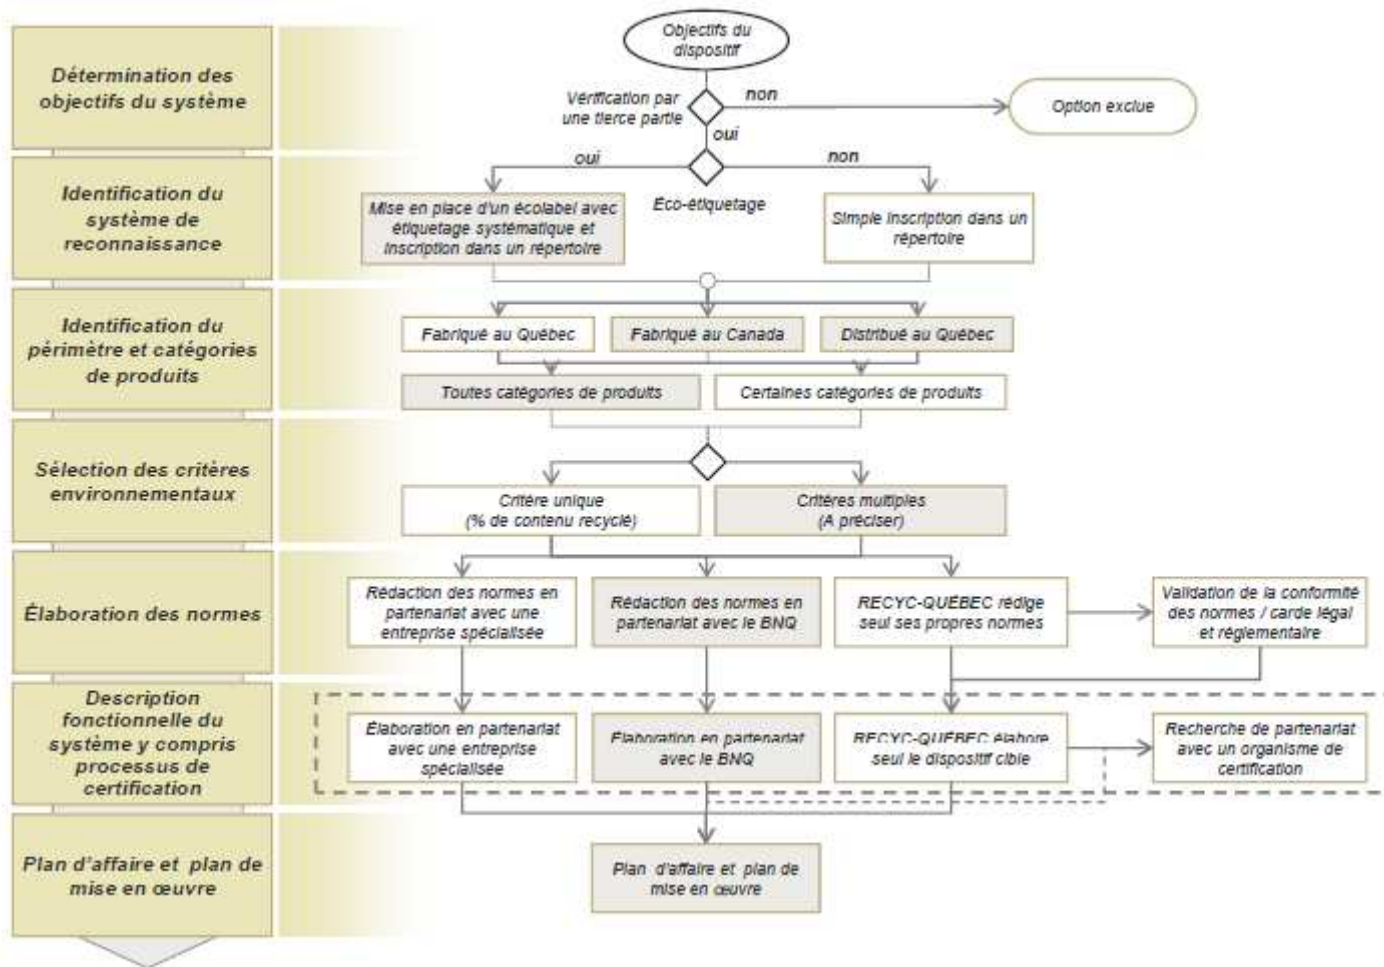 Objectifs du
dispositif
Détermination des
objectifs du système
Vérification par
une tierce partie
non
Option exclue
oui
oui
non
Identification du
système de
reconnaissance
Éco-étiquetage
Mise en place d'un écolabel avec
étiquetage systématique et
inscription dans un répertoire
Simple inscription dans un
répertoire
Identification du
périmètre et catégories
de produits
Fabriqué au Québec
Fabriqué au Canada
Distribué au Québec
Toutes catégories de produits
Certaines catégories de produits
Sélection des critères
environnementaux
Critère unique
(% de contenu recyclé)
Critères multiples
(A préciser)
Élaboration des normes
Rédaction des normes en
partenariat avec une
entreprise spécialisée
Rédaction des normes en
partenariat avec le BNQ
RECYC-QUÉBEC rédige
seul ses propres normes
Validation de la conformité
des normes / carde légal
et réglementaire
Description
fonctionnelle du
système y compris
processus de
certification
Élaboration en partenariat
avec une entreprise
spécialisée
Élaboration en partenariat
avec le BNQ
RECYC-QUÉBEC élabore
seul le dispositif cible
Recherche de partenariat
avec un organisme de
certification
Plan d'affaire et plan de
mise en œuvre
Plan d'affaire et plan de
mise en œuvre